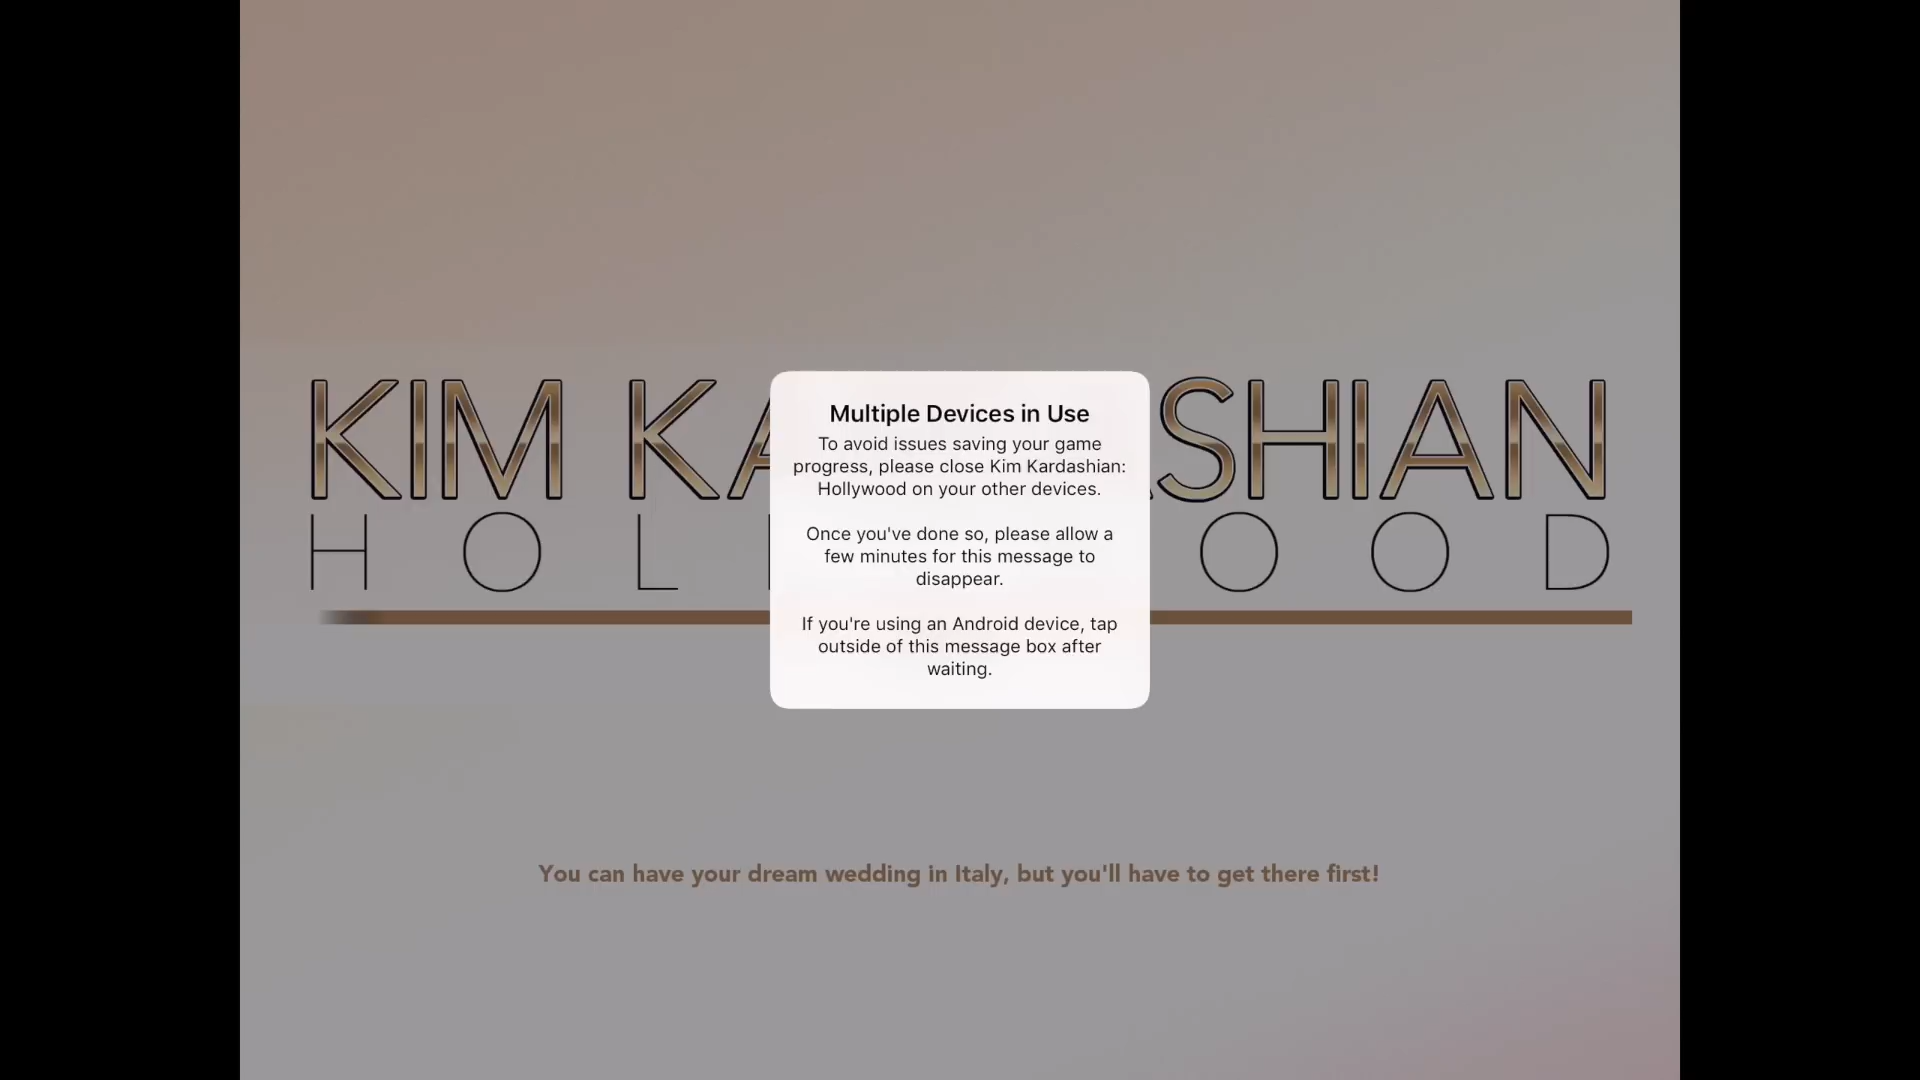 KIM KA SHIAN
HOL OOD
Multiple Devices in Use
To avoid issues saving your game
progress, please close Kim Kardashian:
Hollywood on your other devices.
Once you've done so, please allow a
few minutes for this message to
disappear.
If you're using an Android device, tap
outside of this message box after
waiting.
You can have your dream wedding in Italy, but you'll have to get there first!